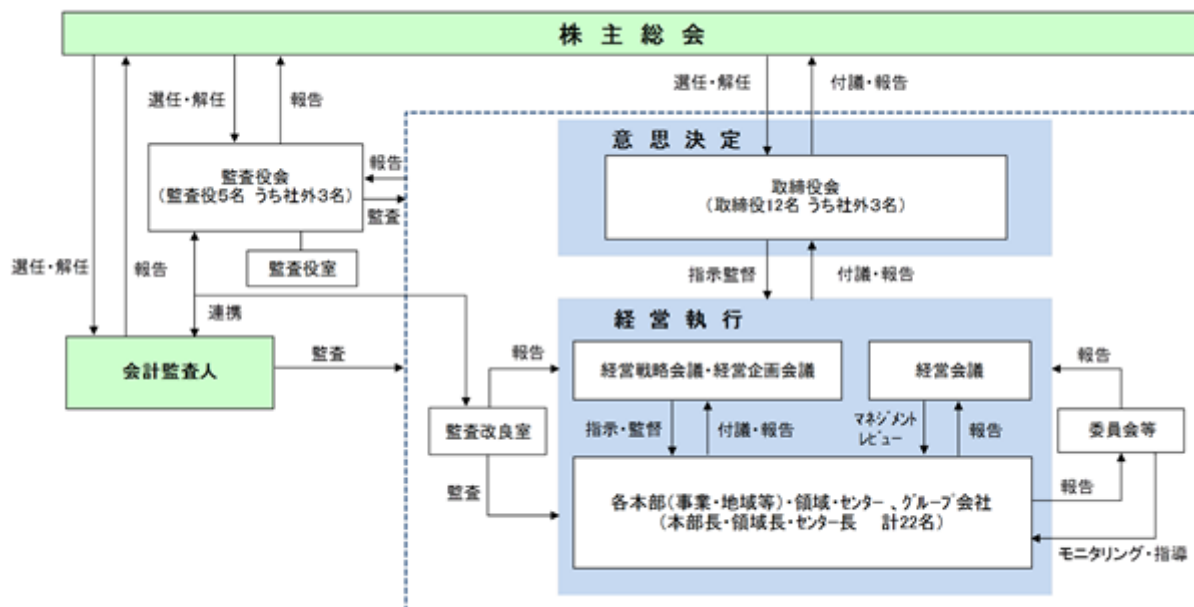 株主総会
選任・解任
報告
選任・解任
付議・報告
意思決定
監査役会
(監査役5名 うち社外3名)
報告
監査
取締役会
(取締役12名 うち社外3名)
監査役室
選任・解任
報告
指示監督
付議・報告
連携
経営執行
会計監査人
監査
報告
経営戦略会議・経営企画会議
経営会議
報告
監査改良室
指示・監督
付議・報告
マネジメント
レビュー
報告
委員会等
監査
各本部(事業・地域等)・領域・センター、グループ会社
(本部長・領域長・センター長 計22名)
報告
モニタリング・指導